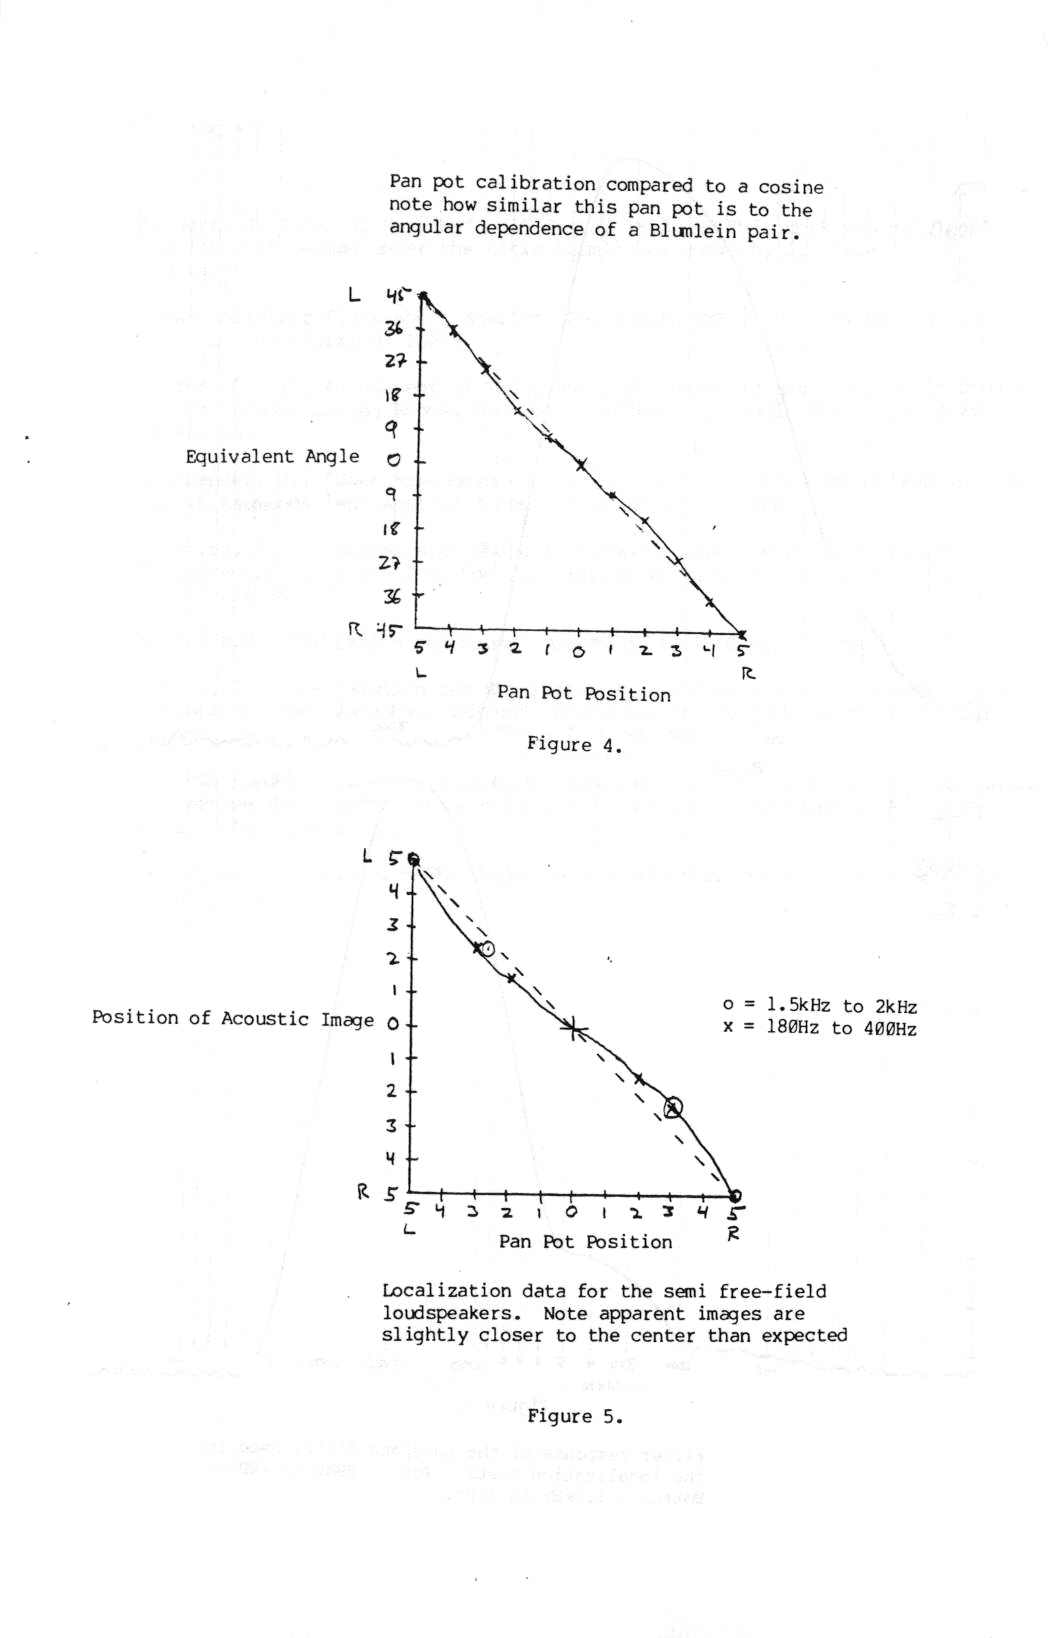 Pan pot calibration compared to a cosine
note how similar this pan pot is to the
angular dependence of a Blumlein pair.
L 45
36
27
18
9
Equivalent Angle 0
9
18
27
36
R 45
5 4 3 2 1 0 1 2 3 4 5
L R
Pan Pot Position
Figure 4.
L 5
4
3
2
1
Position of Acoustic Image 0
o = 1.5kHz to 2kHz
x = 180Hz to 400Hz
1
2
3
4
R 5
5 4 3 2 1 0 1 2 3 4 5
L R
Pan Pot Position
Localization data for the semi free-field
loudspeakers. Note apparent images are
slightly closer to the center than expected
Figure 5.